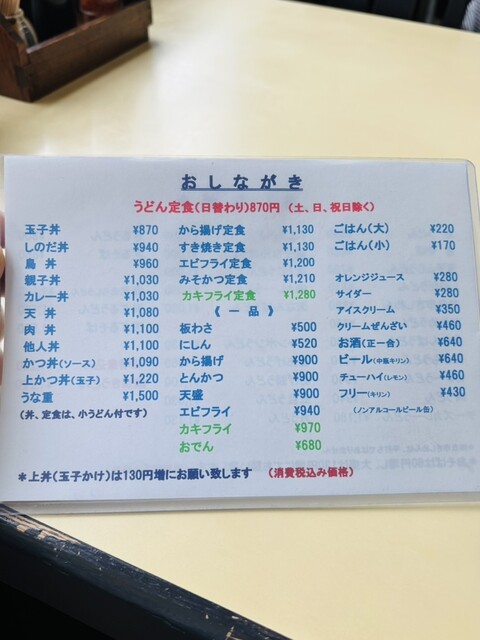 おしながき
うどん定食(日替わり)870円 (土、日、祝日除く)
玉子丼 ¥870
しのだ丼 ¥940
鳥 丼 ¥960
親子丼 ¥1,030
カレー丼 ¥1,030
天 丼 ¥1,080
肉 丼 ¥1,100
他人丼 ¥1,100
かつ丼(ソース) ¥1,090
上かつ丼(玉子) ¥1,220
うな重 ¥1,500
(丼、定食は、小うどん付です)
から揚げ定食 ¥1,130
すき焼き定食 ¥1,130
エビフライ定食 ¥1,200
みそかつ定食 ¥1,210
カキフライ定食 ¥1,280
《 一品 》
板わさ ¥500
にしん ¥520
から揚げ ¥900
とんかつ ¥900
天盛 ¥900
エビフライ ¥940
カキフライ ¥970
おでん ¥680
ごはん(大) ¥220
ごはん(小) ¥170
オレンジジュース ¥280
サイダー ¥280
アイスクリーム ¥350
クリームぜんざい ¥460
お酒(正一合) ¥640
ビール(中瓶キリン) ¥640
チューハイ(レモン) ¥460
フリー(キリン) ¥430
(ノンアルコールビール缶)
*上丼(玉子かけ)は130円増にお願い致します (消費税込み価格)